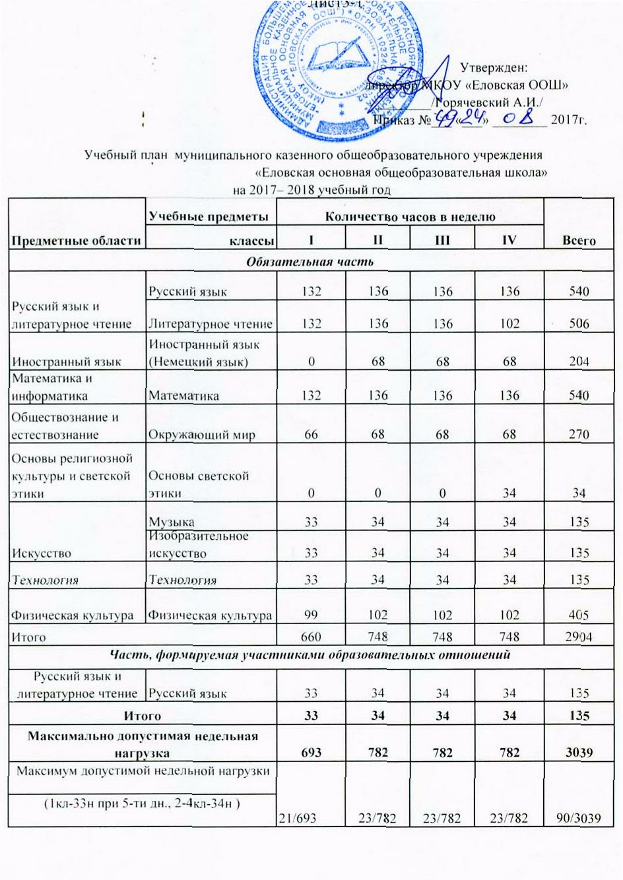 Лист3-1
Утвержден:
директор МКОУ «Еловская ООШ»
/Горячевский А.И./
Приказ № 49 «24» 08 2017г.
Учебный план муниципального казенного общеобразовательного учреждения
«Еловская основная общеобразовательная школа»
на 2017– 2018 учебный год
Предметные области Учебные предметы Количество часов в неделю Всего
классы I II III IV
Обязательная часть
Русский язык и литературное чтение Русский язык 132 136 136 136 540
Литературное чтение 132 136 136 102 506
Иностранный язык Иностранный язык (Немецкий язык) 0 68 68 68 204
Математика и информатика Математика 132 136 136 136 540
Обществознание и естествознание Окружающий мир 66 68 68 68 270
Основы религиозной культуры и светской этики Основы светской этики 0 0 0 34 34
Искусство Музыка 33 34 34 34 135
Изобразительное искусство 33 34 34 34 135
Технология Технология 33 34 34 34 135
Физическая культура Физическая культура 99 102 102 102 405
Итого 660 748 748 748 2904
Часть, формируемая участниками образовательных отношений
Русский язык и литературное чтение Русский язык 33 34 34 34 135
Итого 33 34 34 34 135
Максимально допустимая недельная нагрузка 693 782 782 782 3039
Максимум допустимой недельной нагрузки
(1кл-33н при 5-ти дн., 2-4кл-34н ) 21/693 23/782 23/782 23/782 90/3039